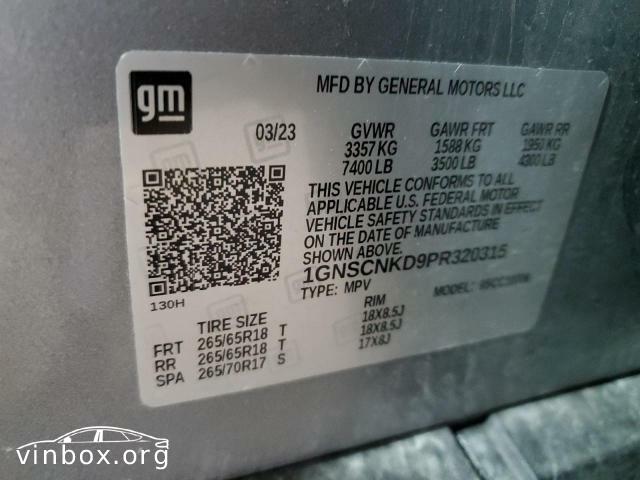 gm
MFD BY GENERAL MOTORS LLC
03/23 GVWR GAWR FRT GAWR RR
3357 KG 1588 KG 1950 KG
7400 LB 3500 LB 4300 LB
THIS VEHICLE CONFORMS TO ALL
APPLICABLE U.S. FEDERAL MOTOR
VEHICLE SAFETY STANDARDS IN EFFECT
ON THE DATE OF MANUFACTURE
SHOWN ABOVE.
1GNSCNKD9PR320315
TYPE: MPV MODEL:
130H
TIRE SIZE RIM
FRT 265/65R18 T 18X8.5J
RR 265/65R18 T 18X8.5J
SPA 265/70R17 S 17X8J
vinbox.org